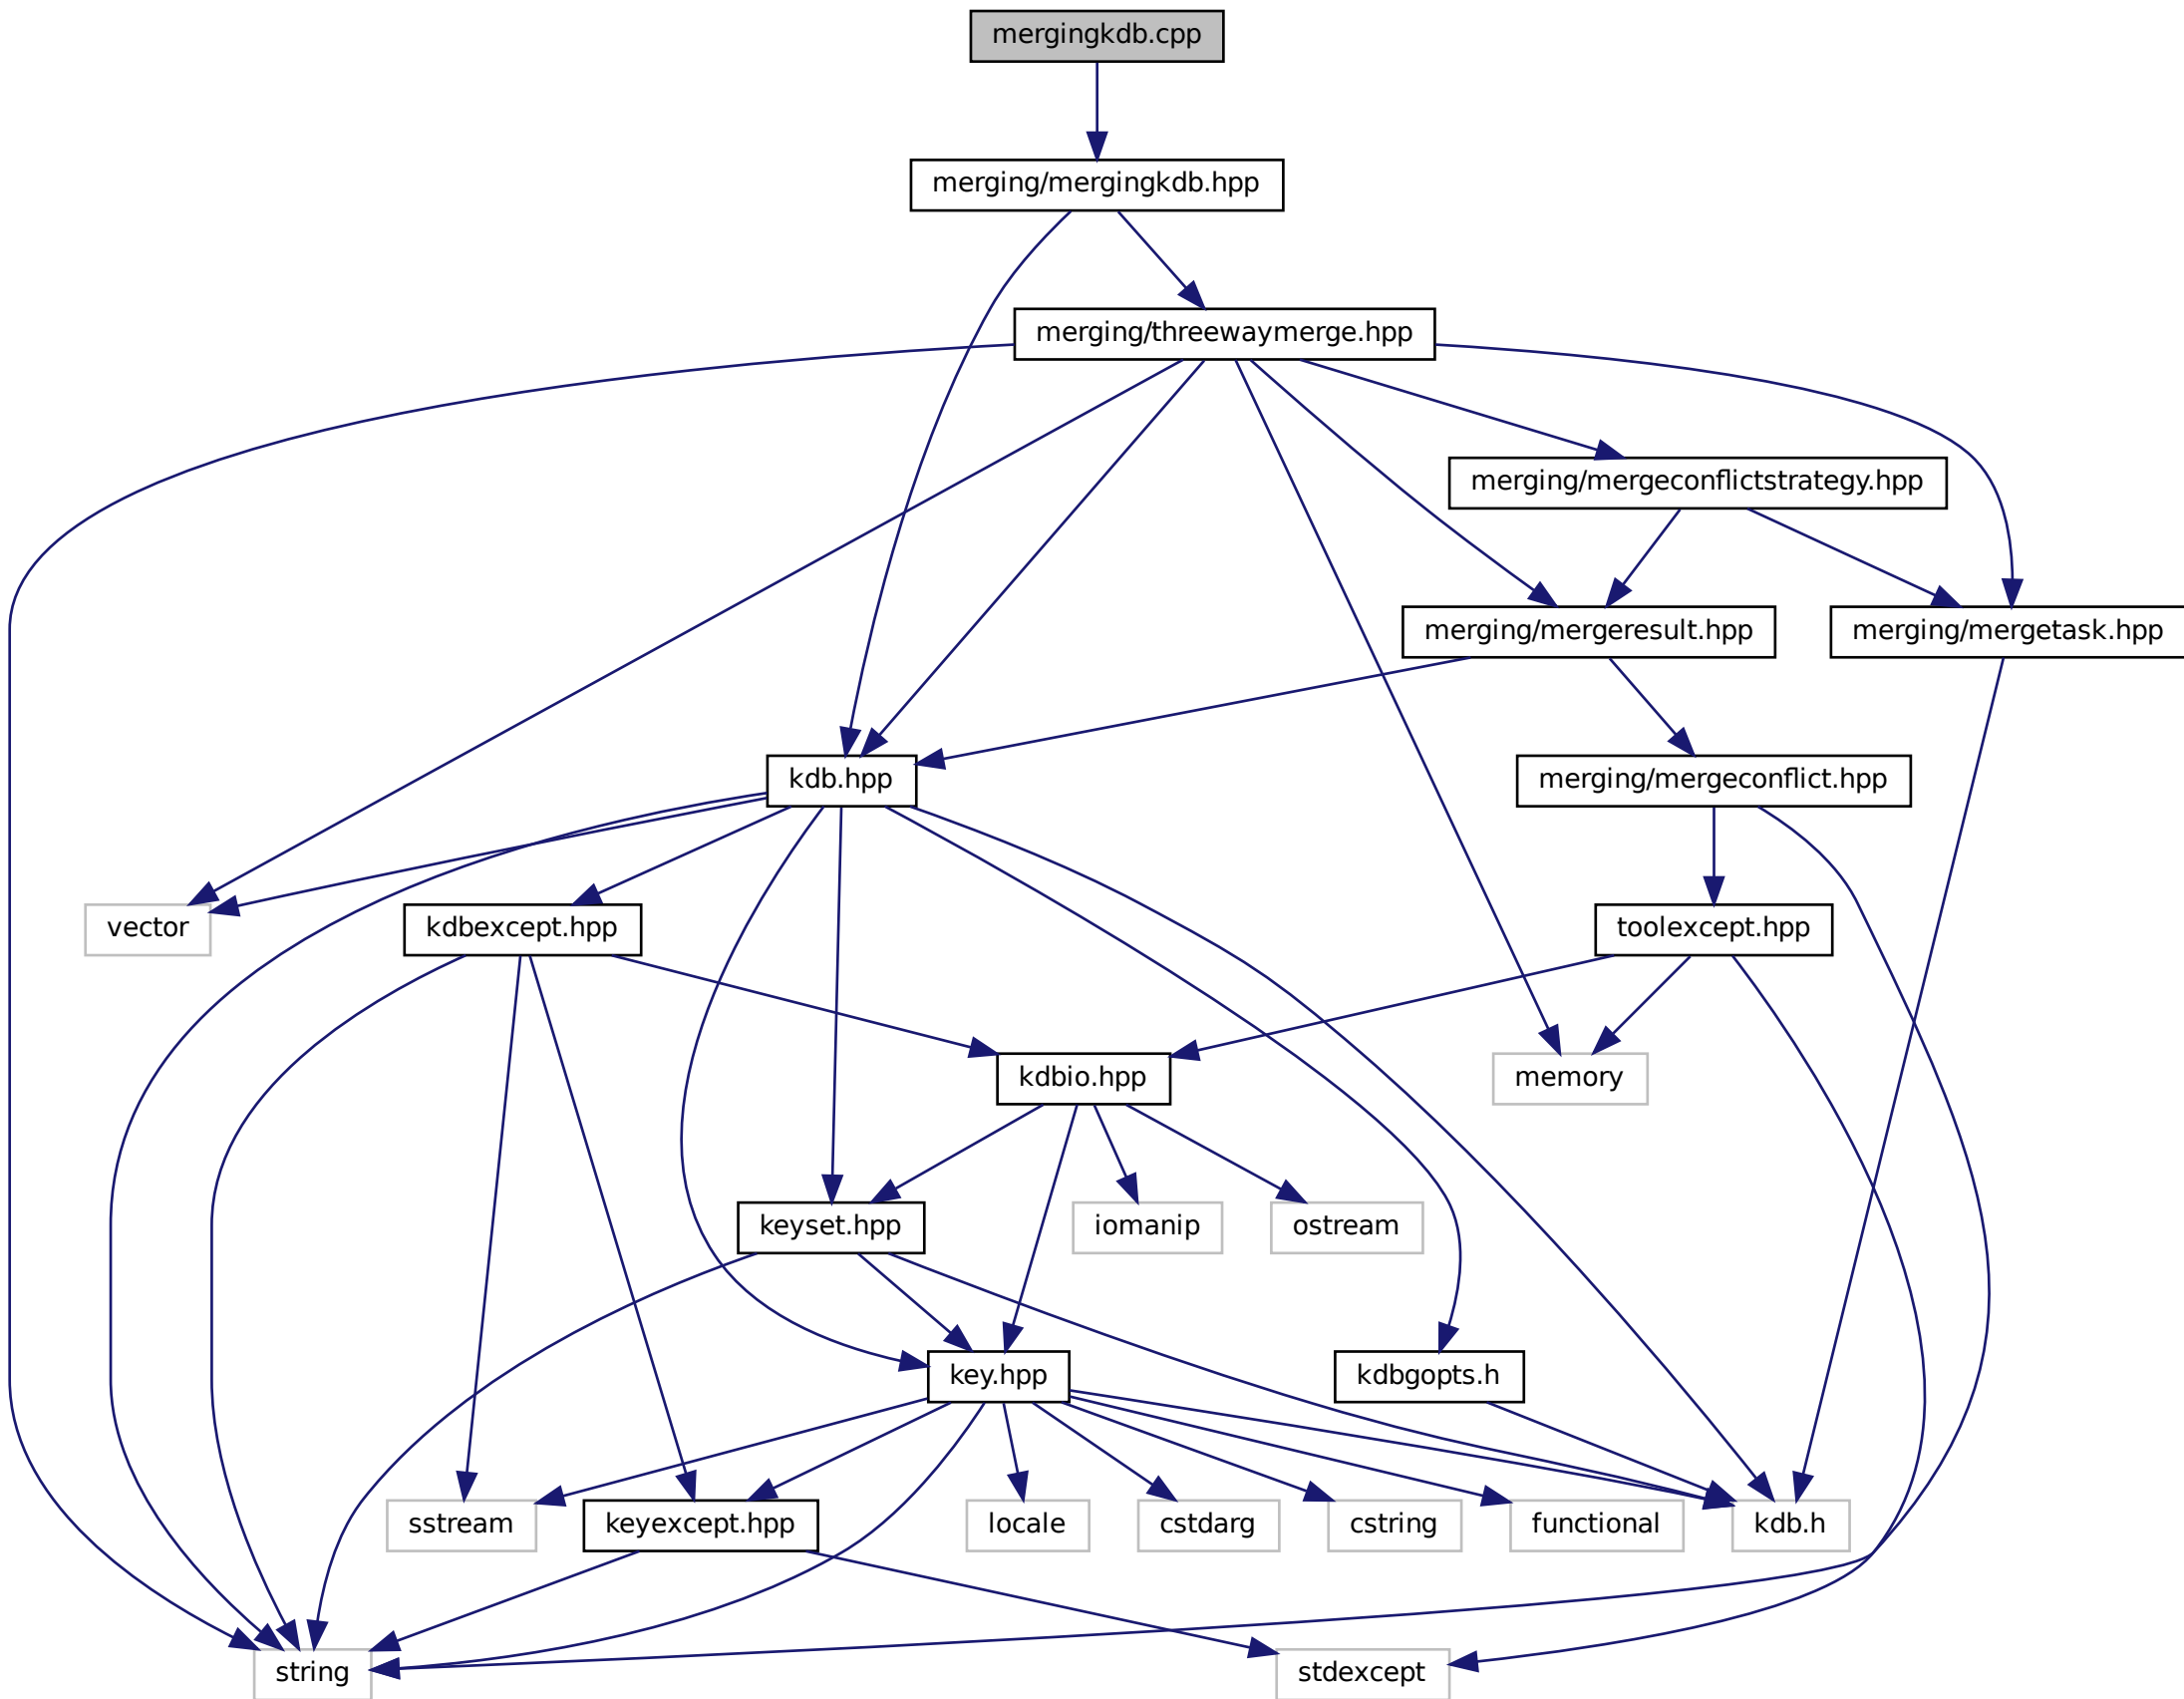 mergingkdb.cpp
merging/mergingkdb.hpp
merging/threewaymerge.hpp
merging/mergeconflictstrategy.hpp
merging/mergeresult.hpp
merging/mergetask.hpp
kdb.hpp
merging/mergeconflict.hpp
vector
kdbexcept.hpp
toolexcept.hpp
kdbio.hpp
memory
keyset.hpp
iomanip
ostream
key.hpp
kdbgopts.h
sstream
keyexcept.hpp
locale
cstdarg
cstring
functional
kdb.h
string
stdexcept